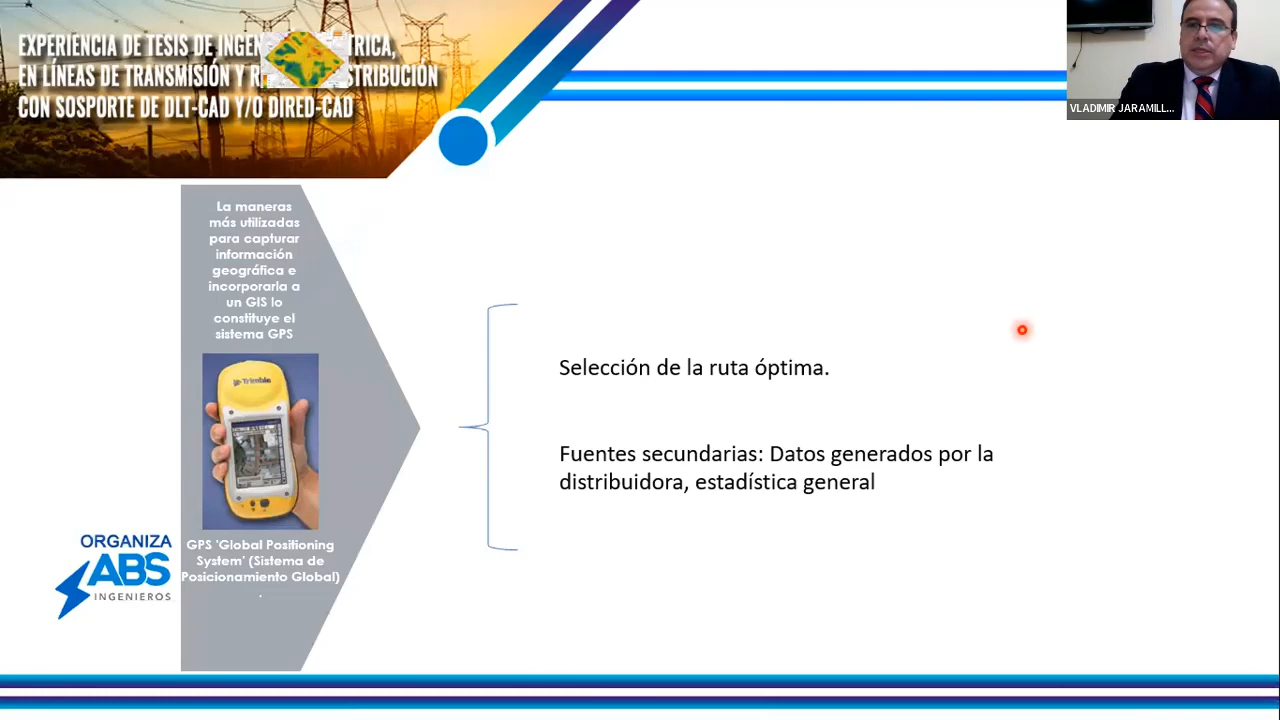 EXPERIENCIA DE TESIS DE INGEN TRICA,
EN LÍNEAS DE TRANSMISIÓN Y R STRIBUCIÓN
CON SOSPORTE DE DLT-CAD Y/O DIRED-CAD
VLADIMIR JARAMILL...
La maneras
más utilizadas
para capturar
información
geográfica e
incorporarla a
un GIS lo
constituye el
sistema GPS
Trimble
GPS 'Global Positioning
System' (Sistema de
Posicionamiento Global)
.
Selección de la ruta óptima.
Fuentes secundarias: Datos generados por la
distribuidora, estadística general
ORGANIZA
ABS
INGENIEROS